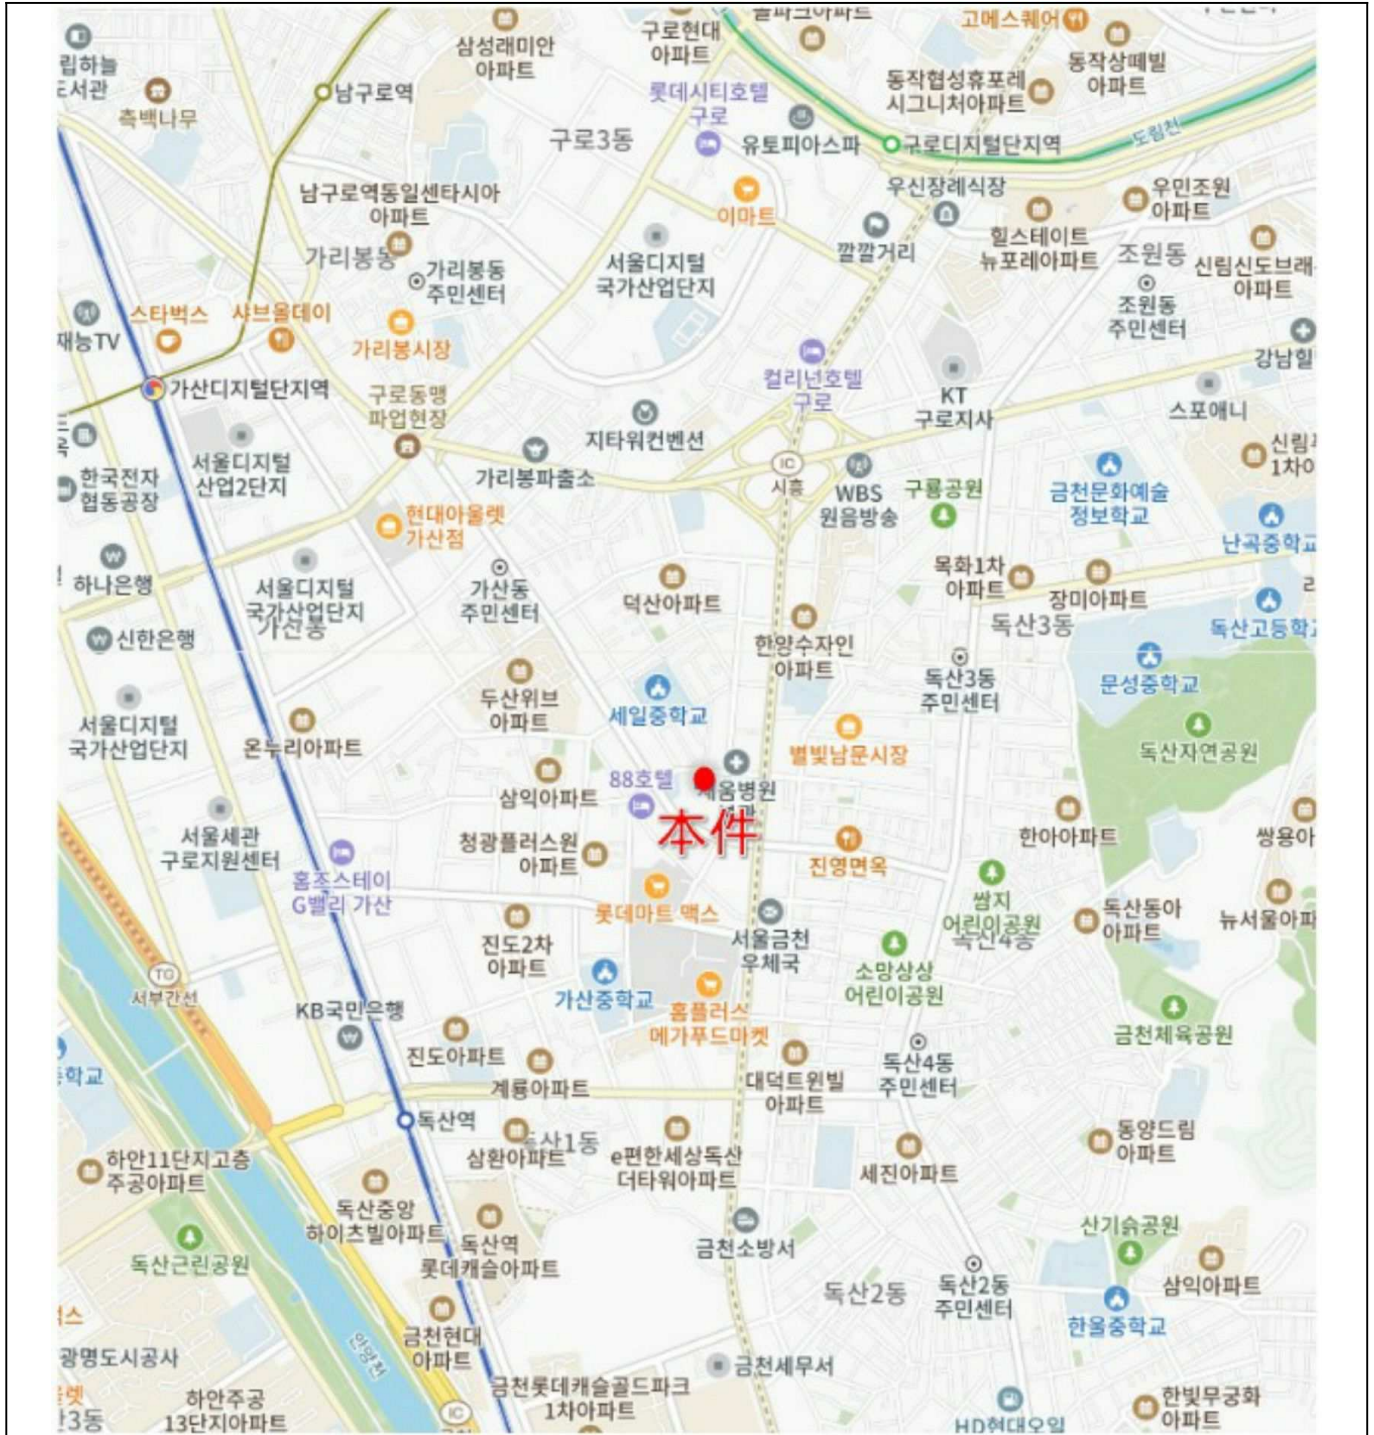 구로현대
아파트
고메스퀘어
삼성래미안
아파트
동작상떼빌
아파트
립하늘
도서관
측백나무
남구로역
롯데시티호텔
구로
동작협성휴포레
시그니처아파트
구로3동
유토피아스파
구로디지털단지역
도림천
남구로역동일센타시아
아파트
이마트
우신장례식장
우민조원
아파트
가리봉동
가리봉동
주민센터
서울디지털
국가산업단지
깔깔거리
힐스테이트
뉴포레아파트
조원동
신림신도브래
아파트
조원동
주민센터
재능TV
스타벅스
샤브올데이
가리봉시장
강남힐
가산디지털단지역
구로동맹
파업현장
컬리넌호텔
구로
KT
구로지사
스포애니
지타워컨벤션
한국전자
협동공장
서울디지털
산업2단지
가리봉파출소
IC
시흥
WBS
원음방송
구룡공원
금천문화예술
정보학교
신림푸
1차아
현대아울렛
가산점
난곡중학교
하나은행
서울디지털
국가산업단지
가산동
가산동
주민센터
덕산아파트
목화1차
아파트
장미아파트
독산3동
독산고등학교
신한은행
한양수자인
아파트
독산3동
주민센터
문성중학교
두산위브
아파트
세일중학교
서울디지털
국가산업단지
온누리아파트
별빛남문시장
독산자연공원
삼익아파트
88호텔
세움병원
本件
서울세관
구로지원센터
청광플러스원
아파트
진영면옥
한아아파트
쌍용아
홈즈스테이
G밸리 가산
롯데마트 맥스
쌈지
어린이공원
독산4동
독산동아
아파트
뉴서울아파
진도2차
아파트
서울금천
우체국
소망상상
어린이공원
TG
서부간선
가산중학교
홈플러스
메가푸드마켓
KB국민은행
금천체육공원
진도아파트
계룡아파트
대덕트윈빌
아파트
독산4동
주민센터
중학교
독산역
삼환아파트
독산1동
e편한세상독산
더타워아파트
세진아파트
동양드림
아파트
하안11단지고층
주공아파트
독산중앙
하이츠빌아파트
독산역
롯데캐슬아파트
금천소방서
산기슭공원
독산근린공원
독산2동
독산2동
주민센터
삼익아파트
한울중학교
금천현대
아파트
안양천
광명도시공사
금천세무서
하안주공
13단지아파트
IC
금천롯데캐슬골드파크
1차아파트
HD현대오일
한빛무궁화
아파트